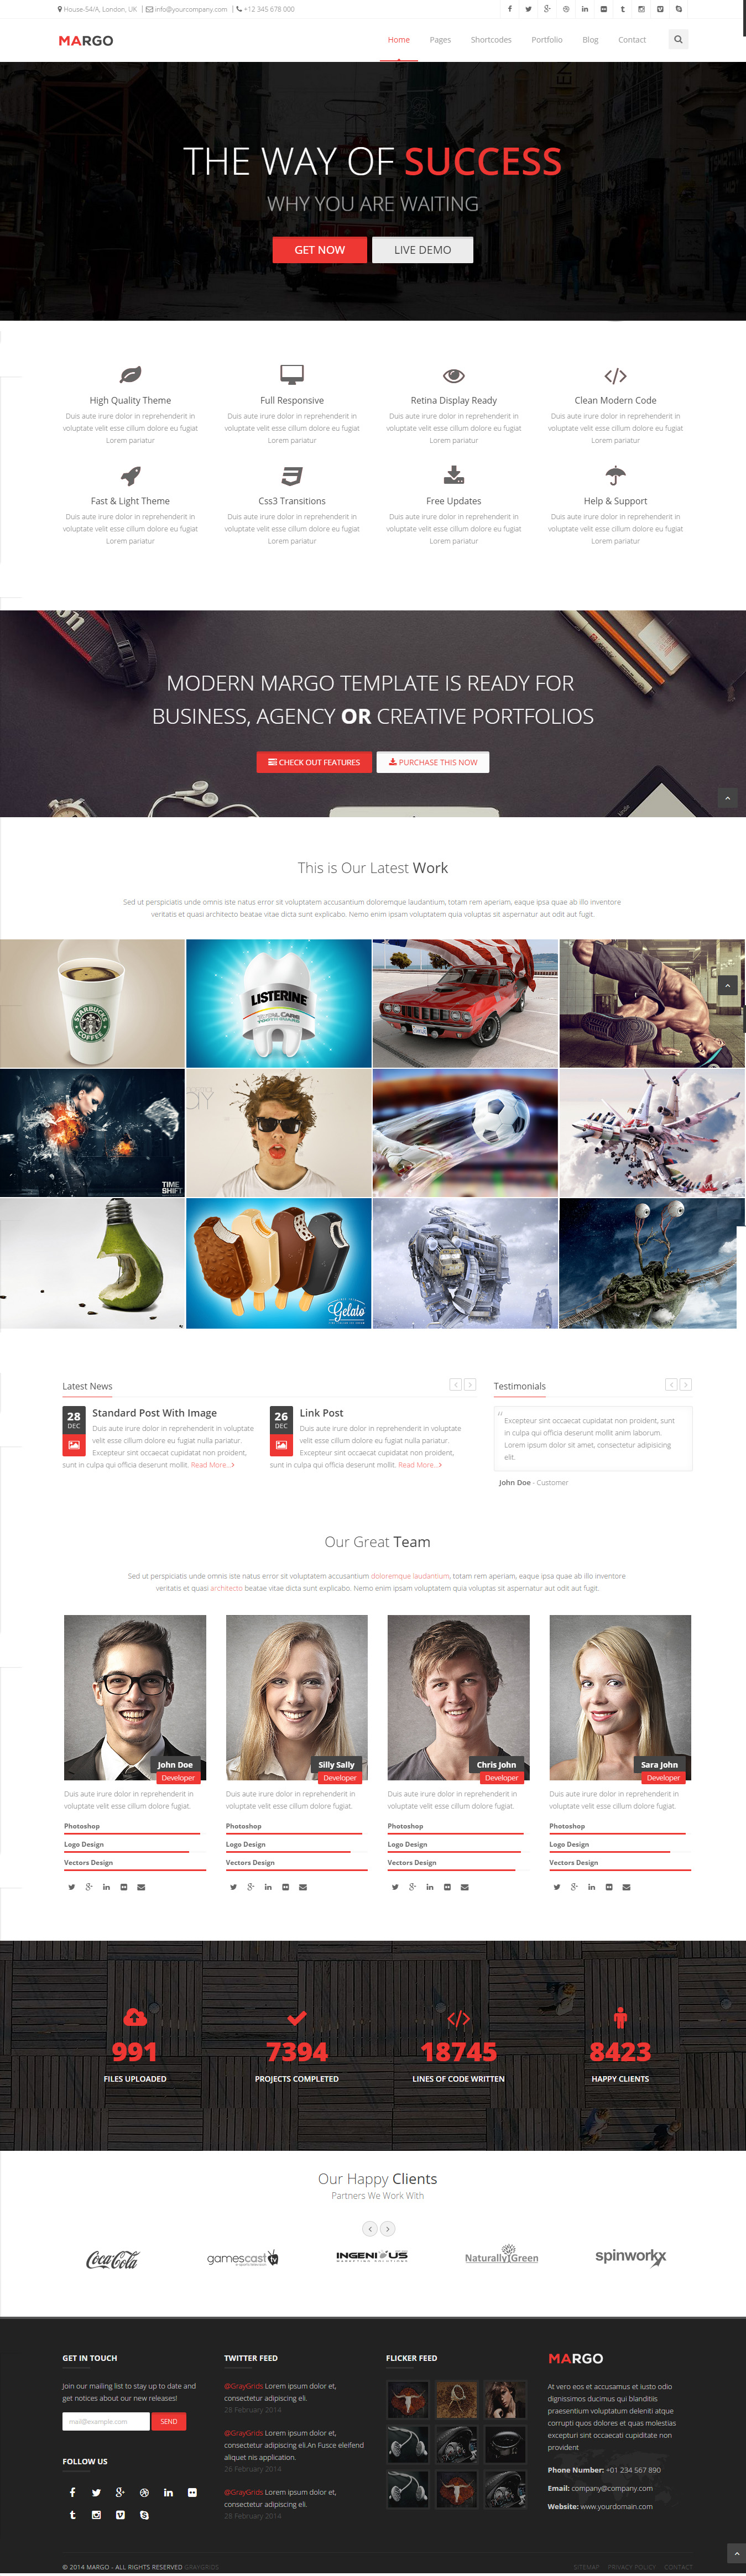 House-54/A, London, UK | info@yourcompany.com | +12 345 678 000
MARGO
Home Pages Shortcodes Portfolio Blog Contact
THE WAY OF SUCCESS
WHY YOU ARE WAITING
GET NOW LIVE DEMO
High Quality Theme
Duis aute irure dolor in reprehenderit in
voluptate velit esse cillum dolore eu fugiat
Lorem pariatur
Full Responsive
Duis aute irure dolor in reprehenderit in
voluptate velit esse cillum dolore eu fugiat
Lorem pariatur
Retina Display Ready
Duis aute irure dolor in reprehenderit in
voluptate velit esse cillum dolore eu fugiat
Lorem pariatur
Clean Modern Code
Duis aute irure dolor in reprehenderit in
voluptate velit esse cillum dolore eu fugiat
Lorem pariatur
Fast & Light Theme
Duis aute irure dolor in reprehenderit in
voluptate velit esse cillum dolore eu fugiat
Lorem pariatur
Css3 Transitions
Duis aute irure dolor in reprehenderit in
voluptate velit esse cillum dolore eu fugiat
Lorem pariatur
Free Updates
Duis aute irure dolor in reprehenderit in
voluptate velit esse cillum dolore eu fugiat
Lorem pariatur
Help & Support
Duis aute irure dolor in reprehenderit in
voluptate velit esse cillum dolore eu fugiat
Lorem pariatur
MODERN MARGO TEMPLATE IS READY FOR
BUSINESS, AGENCY OR CREATIVE PORTFOLIOS
CHECK OUT FEATURES PURCHASE THIS NOW
This is Our Latest Work
Sed ut perspiciatis unde omnis iste natus error sit voluptatem accusantium doloremque laudantium, totam rem aperiam, eaque ipsa quae ab illo inventore
veritatis et quasi architecto beatae vitae dicta sunt explicabo. Nemo enim ipsam voluptatem quia voluptas sit aspernatur aut odit aut fugit.
STARBUCKS
COFFEE
LISTERINE
TOTAL CARE
DIY
TIME
SHIFT
Gelato
Latest News
28
DEC
Standard Post With Image
Duis aute irure dolor in reprehenderit in voluptate
velit esse cillum dolore eu fugiat nulla pariatur.
Excepteur sint occaecat cupidatat non proident,
sunt in culpa qui officia deserunt mollit. Read More...
26
DEC
Link Post
Duis aute irure dolor in reprehenderit in voluptate
velit esse cillum dolore eu fugiat nulla pariatur.
Excepteur sint occaecat cupidatat non proident,
sunt in culpa qui officia deserunt mollit. Read More...
Testimonials
Excepteur sint occaecat cupidatat non proident, sunt
in culpa qui officia deserunt mollit anim laborum.
Lorem ipsum dolor sit amet, consectetur adipisicing
elit.
John Doe - Customer
Our Great Team
Sed ut perspiciatis unde omnis iste natus error sit voluptatem accusantium doloremque laudantium, totam rem aperiam, eaque ipsa quae ab illo inventore
veritatis et quasi architecto beatae vitae dicta sunt explicabo. Nemo enim ipsam voluptatem quia voluptas sit aspernatur aut odit aut fugit.
John Doe
Developer
Duis aute irure dolor in reprehenderit in
voluptate velit esse cillum dolore fugiat.
Photoshop
Logo Design
Vectors Design
Silly Sally
Developer
Duis aute irure dolor in reprehenderit in
voluptate velit esse cillum dolore fugiat.
Photoshop
Logo Design
Vectors Design
Chris John
Developer
Duis aute irure dolor in reprehenderit in
voluptate velit esse cillum dolore fugiat.
Photoshop
Logo Design
Vectors Design
Sara John
Developer
Duis aute irure dolor in reprehenderit in
voluptate velit esse cillum dolore fugiat.
Photoshop
Logo Design
Vectors Design
991
FILES UPLOADED
7394
PROJECTS COMPLETED
18745
LINES OF CODE WRITTEN
8423
HAPPY CLIENTS
Our Happy Clients
Partners We Work With
Coca-Cola
gamescast tv
INGENIOUS
Naturally Green
spinworkx
GET IN TOUCH
Join our mailing list to stay up to date and
get notices about our new releases!
mail@example.com SEND
FOLLOW US
TWITTER FEED
@GrayGrids Lorem ipsum dolor et,
consectetur adipiscing eli.
28 February 2014
@GrayGrids Lorem ipsum dolor et,
consectetur adipiscing eli.An Fusce eleifend
aliquet nis application.
26 February 2014
@GrayGrids Lorem ipsum dolor et,
consectetur adipiscing eli.
28 February 2014
FLICKER FEED
MARGO
At vero eos et accusamus et iusto odio
dignissimos ducimus qui blanditiis
praesentium voluptatum deleniti atque
corrupti quos dolores et quas molestias
excepturi sint occaecati cupiditate non
provident
Phone Number: +01 234 567 890
Email: company@company.com
Website: www.yourdomain.com
© 2014 MARGO - ALL RIGHTS RESERVED GRAYGRIDS
SITEMAP PRIVACY POLICY CONTACT